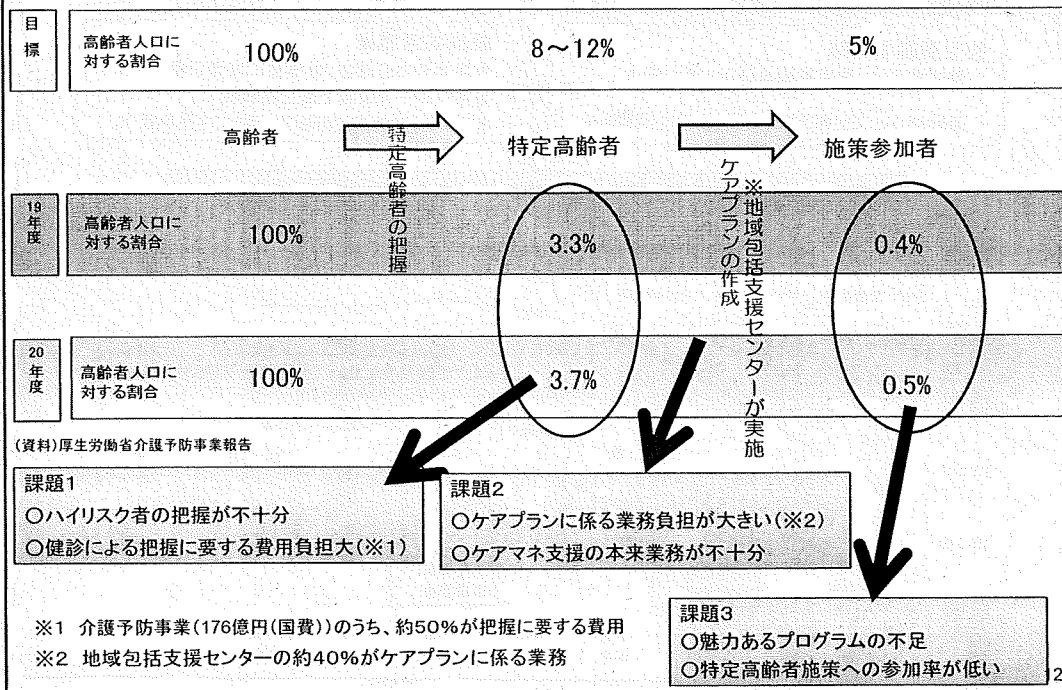 目標
高齢者人口に
対する割合
100%
8～12%
5%
高齢者
特定高齢者の把握
特定高齢者
ケアプランの作成
※地域包括支援センターが実施
施策参加者
19年度
高齢者人口に
対する割合
100%
3.3%
0.4%
20年度
高齢者人口に
対する割合
100%
3.7%
0.5%
(資料)厚生労働省介護予防事業報告
課題1
○ハイリスク者の把握が不十分
○健診による把握に要する費用負担大(※1)
課題2
○ケアプランに係る業務負担が大きい(※2)
○ケアマネ支援の本来業務が不十分
課題3
○魅力あるプログラムの不足
○特定高齢者施策への参加率が低い
※1 介護予防事業(176億円(国費))のうち、約50%が把握に要する費用
※2 地域包括支援センターの約40%がケアプランに係る業務
12